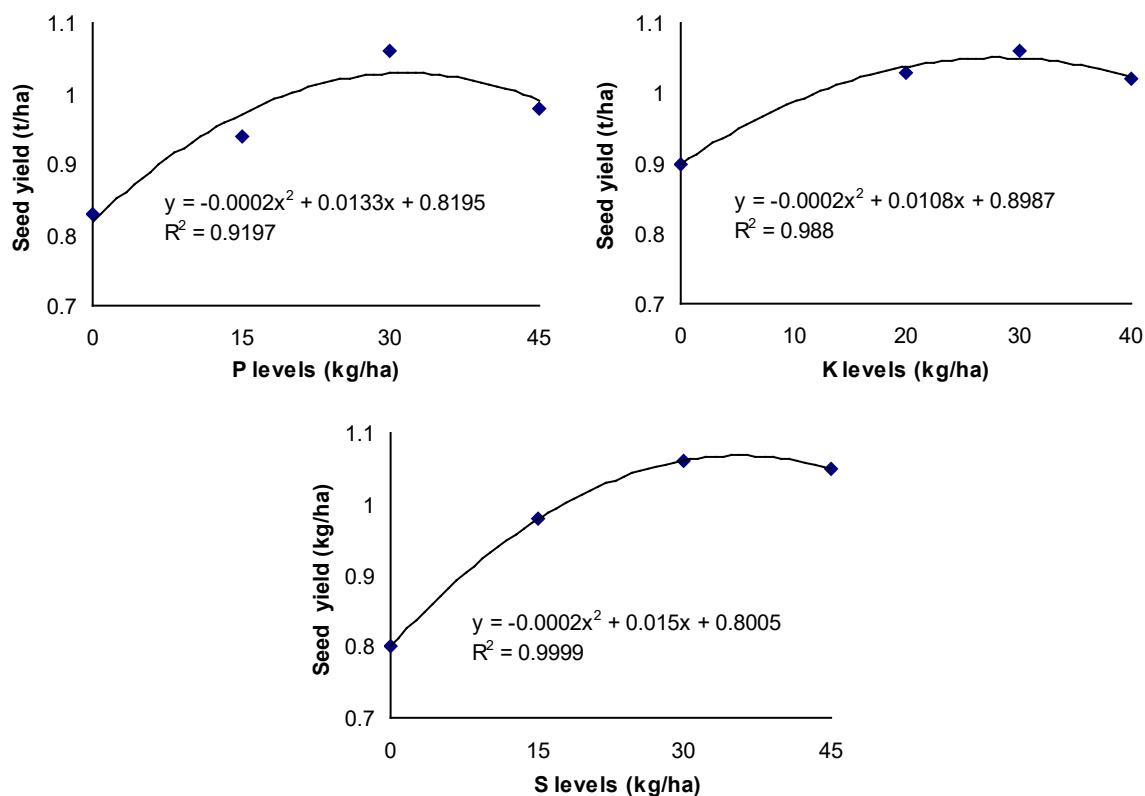 1.1
1
0.9
0.8
0.7
Seed yield (t/ha)
y = -0.0002x² + 0.0133x + 0.8195
R² = 0.9197
0 15 30 45
P levels (kg/ha)
1.1
1
0.9
0.8
0.7
Seed yield (t/ha)
y = -0.0002x² + 0.0108x + 0.8987
R² = 0.988
0 10 20 30 40
K levels (kg/ha)
1.1
1
0.9
0.8
0.7
Seed yield (kg/ha)
y = -0.0002x² + 0.015x + 0.8005
R² = 0.9999
0 15 30 45
S levels (kg/ha)